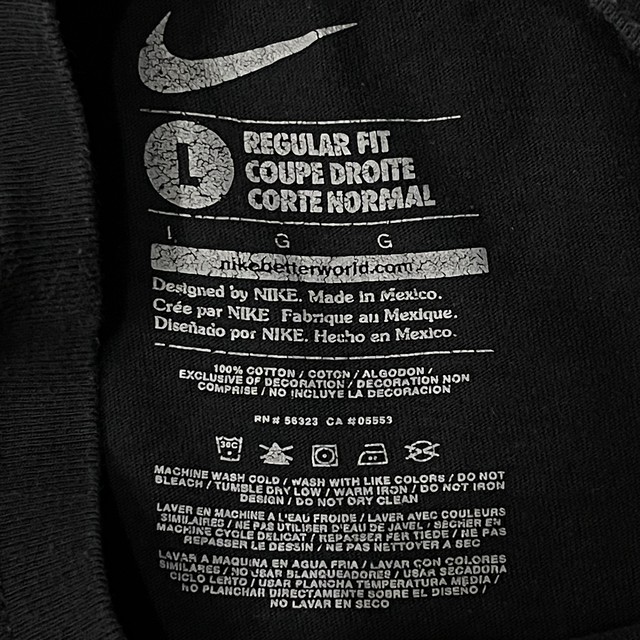 L
REGULAR FIT
COUPE DROITE
CORTE NORMAL
L G G
nikebetterworld.com
Designed by NIKE. Made in Mexico.
Crée par NIKE Fabrique au Mexique.
Diseñado por NIKE. Hecho en Mexico.
100% COTTON / COTON / ALGODON /
EXCLUSIVE OF DECORATION / DECORATION NON
COMPRISE / NO INCLUYE LA DECORACION
RN# 56323 CA #05553
30C
MACHINE WASH COLD / WASH WITH LIKE COLORS / DO NOT
BLEACH / TUMBLE DRY LOW / WARM IRON / DO NOT IRON
DESIGN / DO NOT DRY CLEAN
LAVER EN MACHINE A L'EAU FROIDE / LAVER AVEC COULEURS
SIMILAIRES / NE PAS UTILISER D'EAU DE JAVEL / SECHER EN
MACHINE CYCLE DELICAT / REPASSER FER TIEDE / NE PAS
REPASSER LE DESSIN / NE PAS NETTOYER A SEC
LAVAR A MAQUINA EN AGUA FRIA / LAVAR CON COLORES
SIMILARES / NO USAR BLANQUEADORES / USAR SECADORA
CICLO LENTO / USAR PLANCHA TEMPERATURA MEDIA /
NO PLANCHAR DIRECTAMENTE SOBRE EL DISEÑO /
NO LAVAR EN SECO